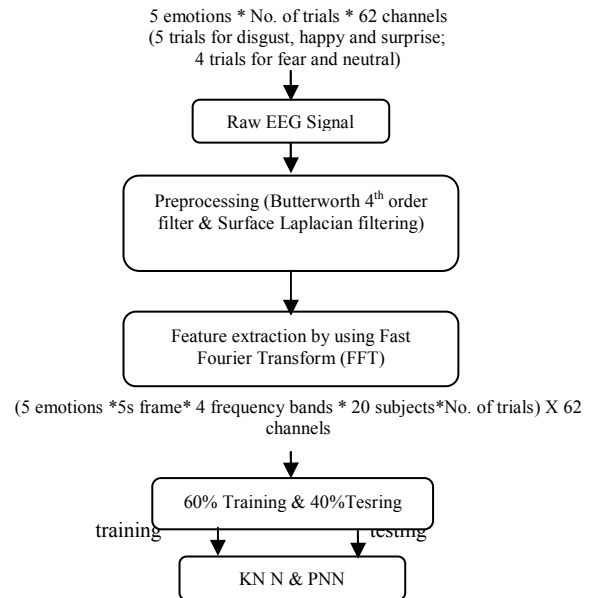 5 emotions * No. of trials * 62 channels
(5 trials for disgust, happy and surprise;
4 trials for fear and neutral)
Raw EEG Signal
Preprocessing (Butterworth 4th order
filter & Surface Laplacian filtering)
Feature extraction by using Fast
Fourier Transform (FFT)
(5 emotions *5s frame* 4 frequency bands * 20 subjects*No. of trials) X 62
channels
60% Training & 40%Tesring
training testing
KN N & PNN